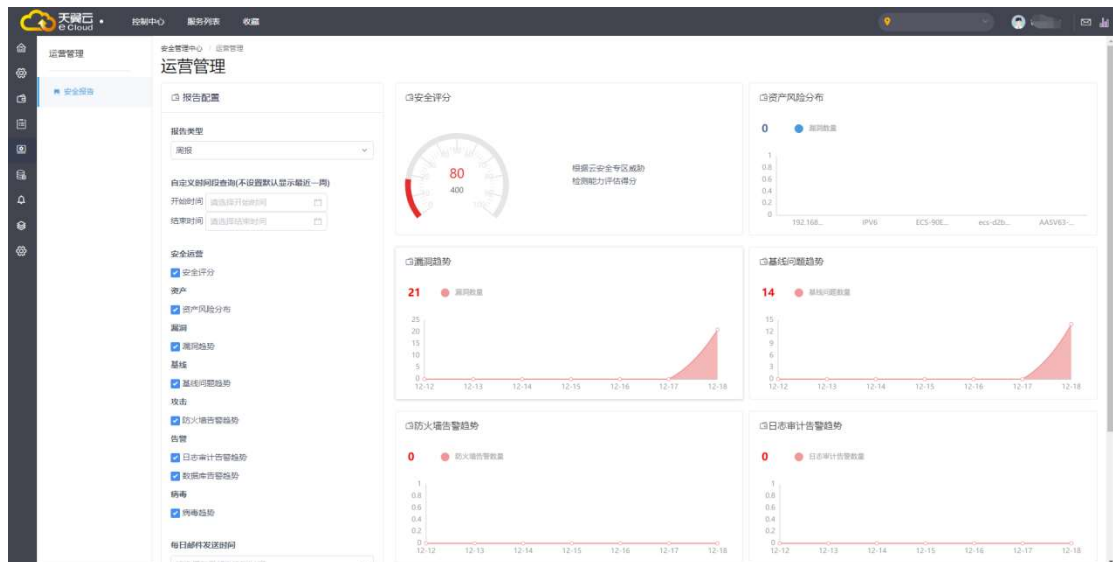 天翼云
e Cloud
控制中心 服务列表 收藏
运营管理
安全报告
安全管理中心 / 运营管理
运营管理
报告配置
报告类型
周报
自定义时间段查询(不设置默认显示最近一周)
开始时间 请选择开始时间
结束时间 请选择结束时间
安全运营
安全评分
资产
资产风险分布
漏洞
漏洞趋势
基线
基线问题趋势
攻击
防火墙告警趋势
告警
日志审计告警趋势
数据库告警趋势
病毒
病毒趋势
每日邮件发送时间
安全评分
80
400
根据云安全专区威胁
检测能力评估得分
资产风险分布
0 漏洞数量
1
0.8
0.6
0.4
0.2
0
192.168... IPV6 ECS-90E... ecs-d2b... AASV63-...
漏洞趋势
21 漏洞数量
25
20
15
10
5
0
12-12 12-13 12-14 12-15 12-16 12-17 12-18
基线问题趋势
14 基线问题数量
15
12
9
6
3
0
12-12 12-13 12-14 12-15 12-16 12-17 12-18
防火墙告警趋势
0 防火墙告警数量
1
0.8
0.6
0.4
0.2
0
12-12 12-13 12-14 12-15 12-16 12-17 12-18
日志审计告警趋势
0 日志审计告警数量
1
0.8
0.6
0.4
0.2
0
12-12 12-13 12-14 12-15 12-16 12-17 12-18